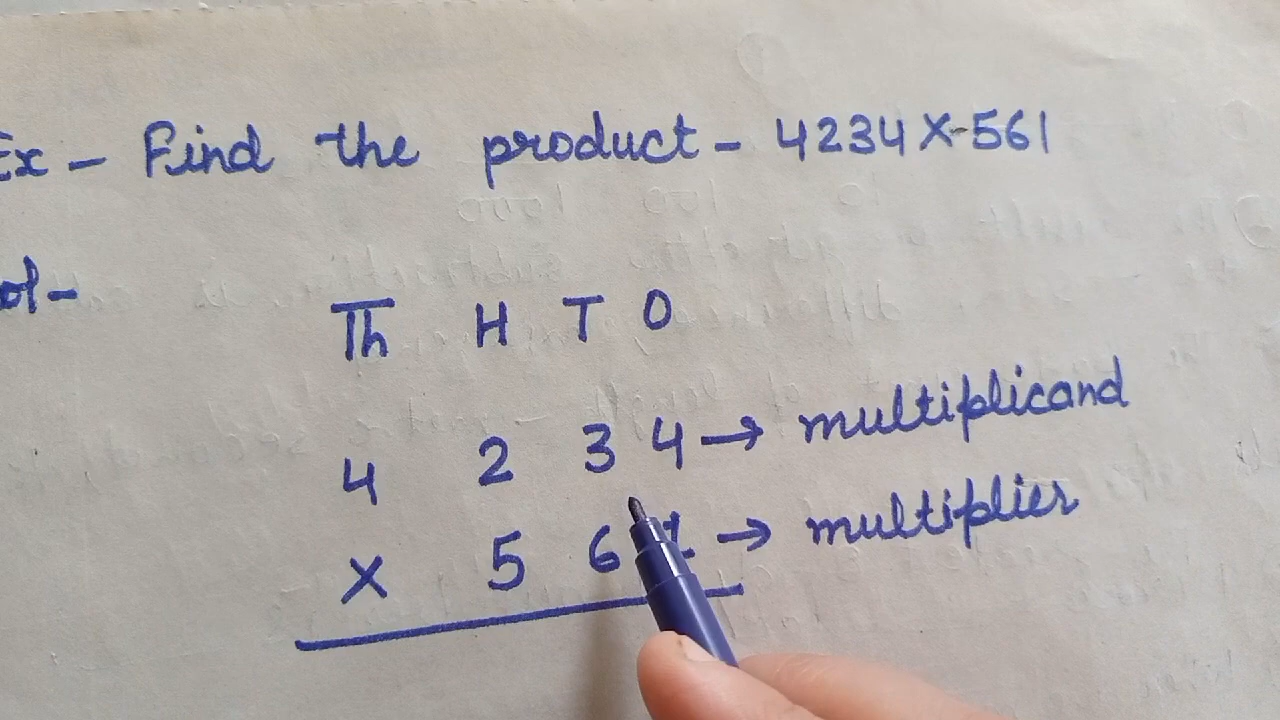 Ex - Find the product - 4234 X 561
Sol-
Th H T O
4 2 3 4 → multiplicand
X 5 6 1 → multiplier